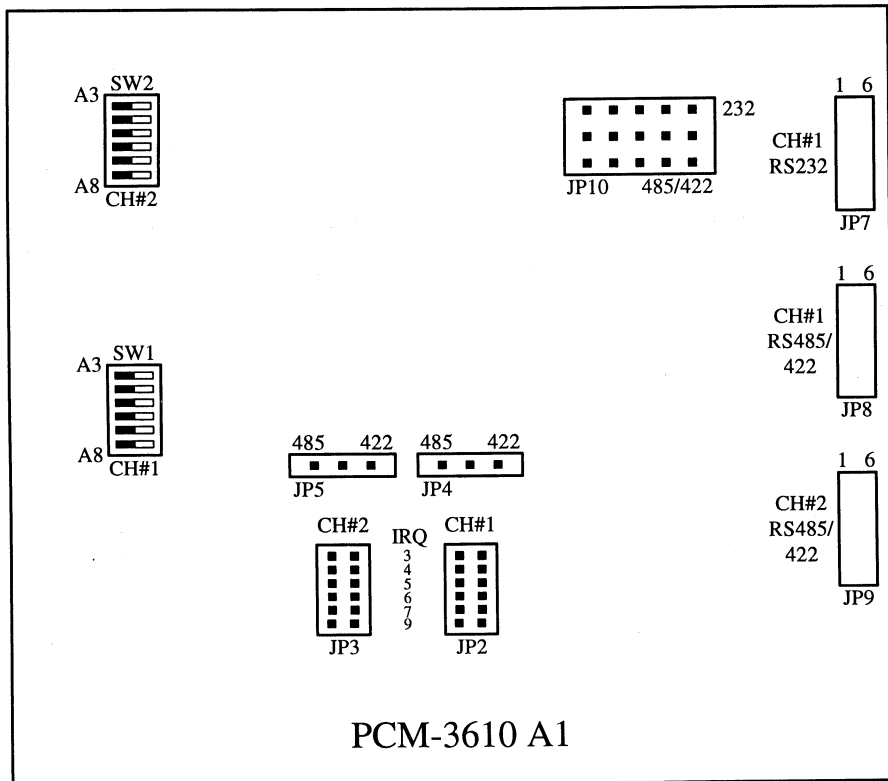 SW2
A3
A8
CH#2
232
JP10 485/422
1 6
CH#1
RS232
JP7
1 6
CH#1
RS485/
422
JP8
SW1
A3
A8
CH#1
485 422
JP5
485 422
JP4
1 6
CH#2
RS485/
422
JP9
CH#2
IRQ
CH#1
3
4
5
6
7
9
JP3
JP2
PCM-3610 A1